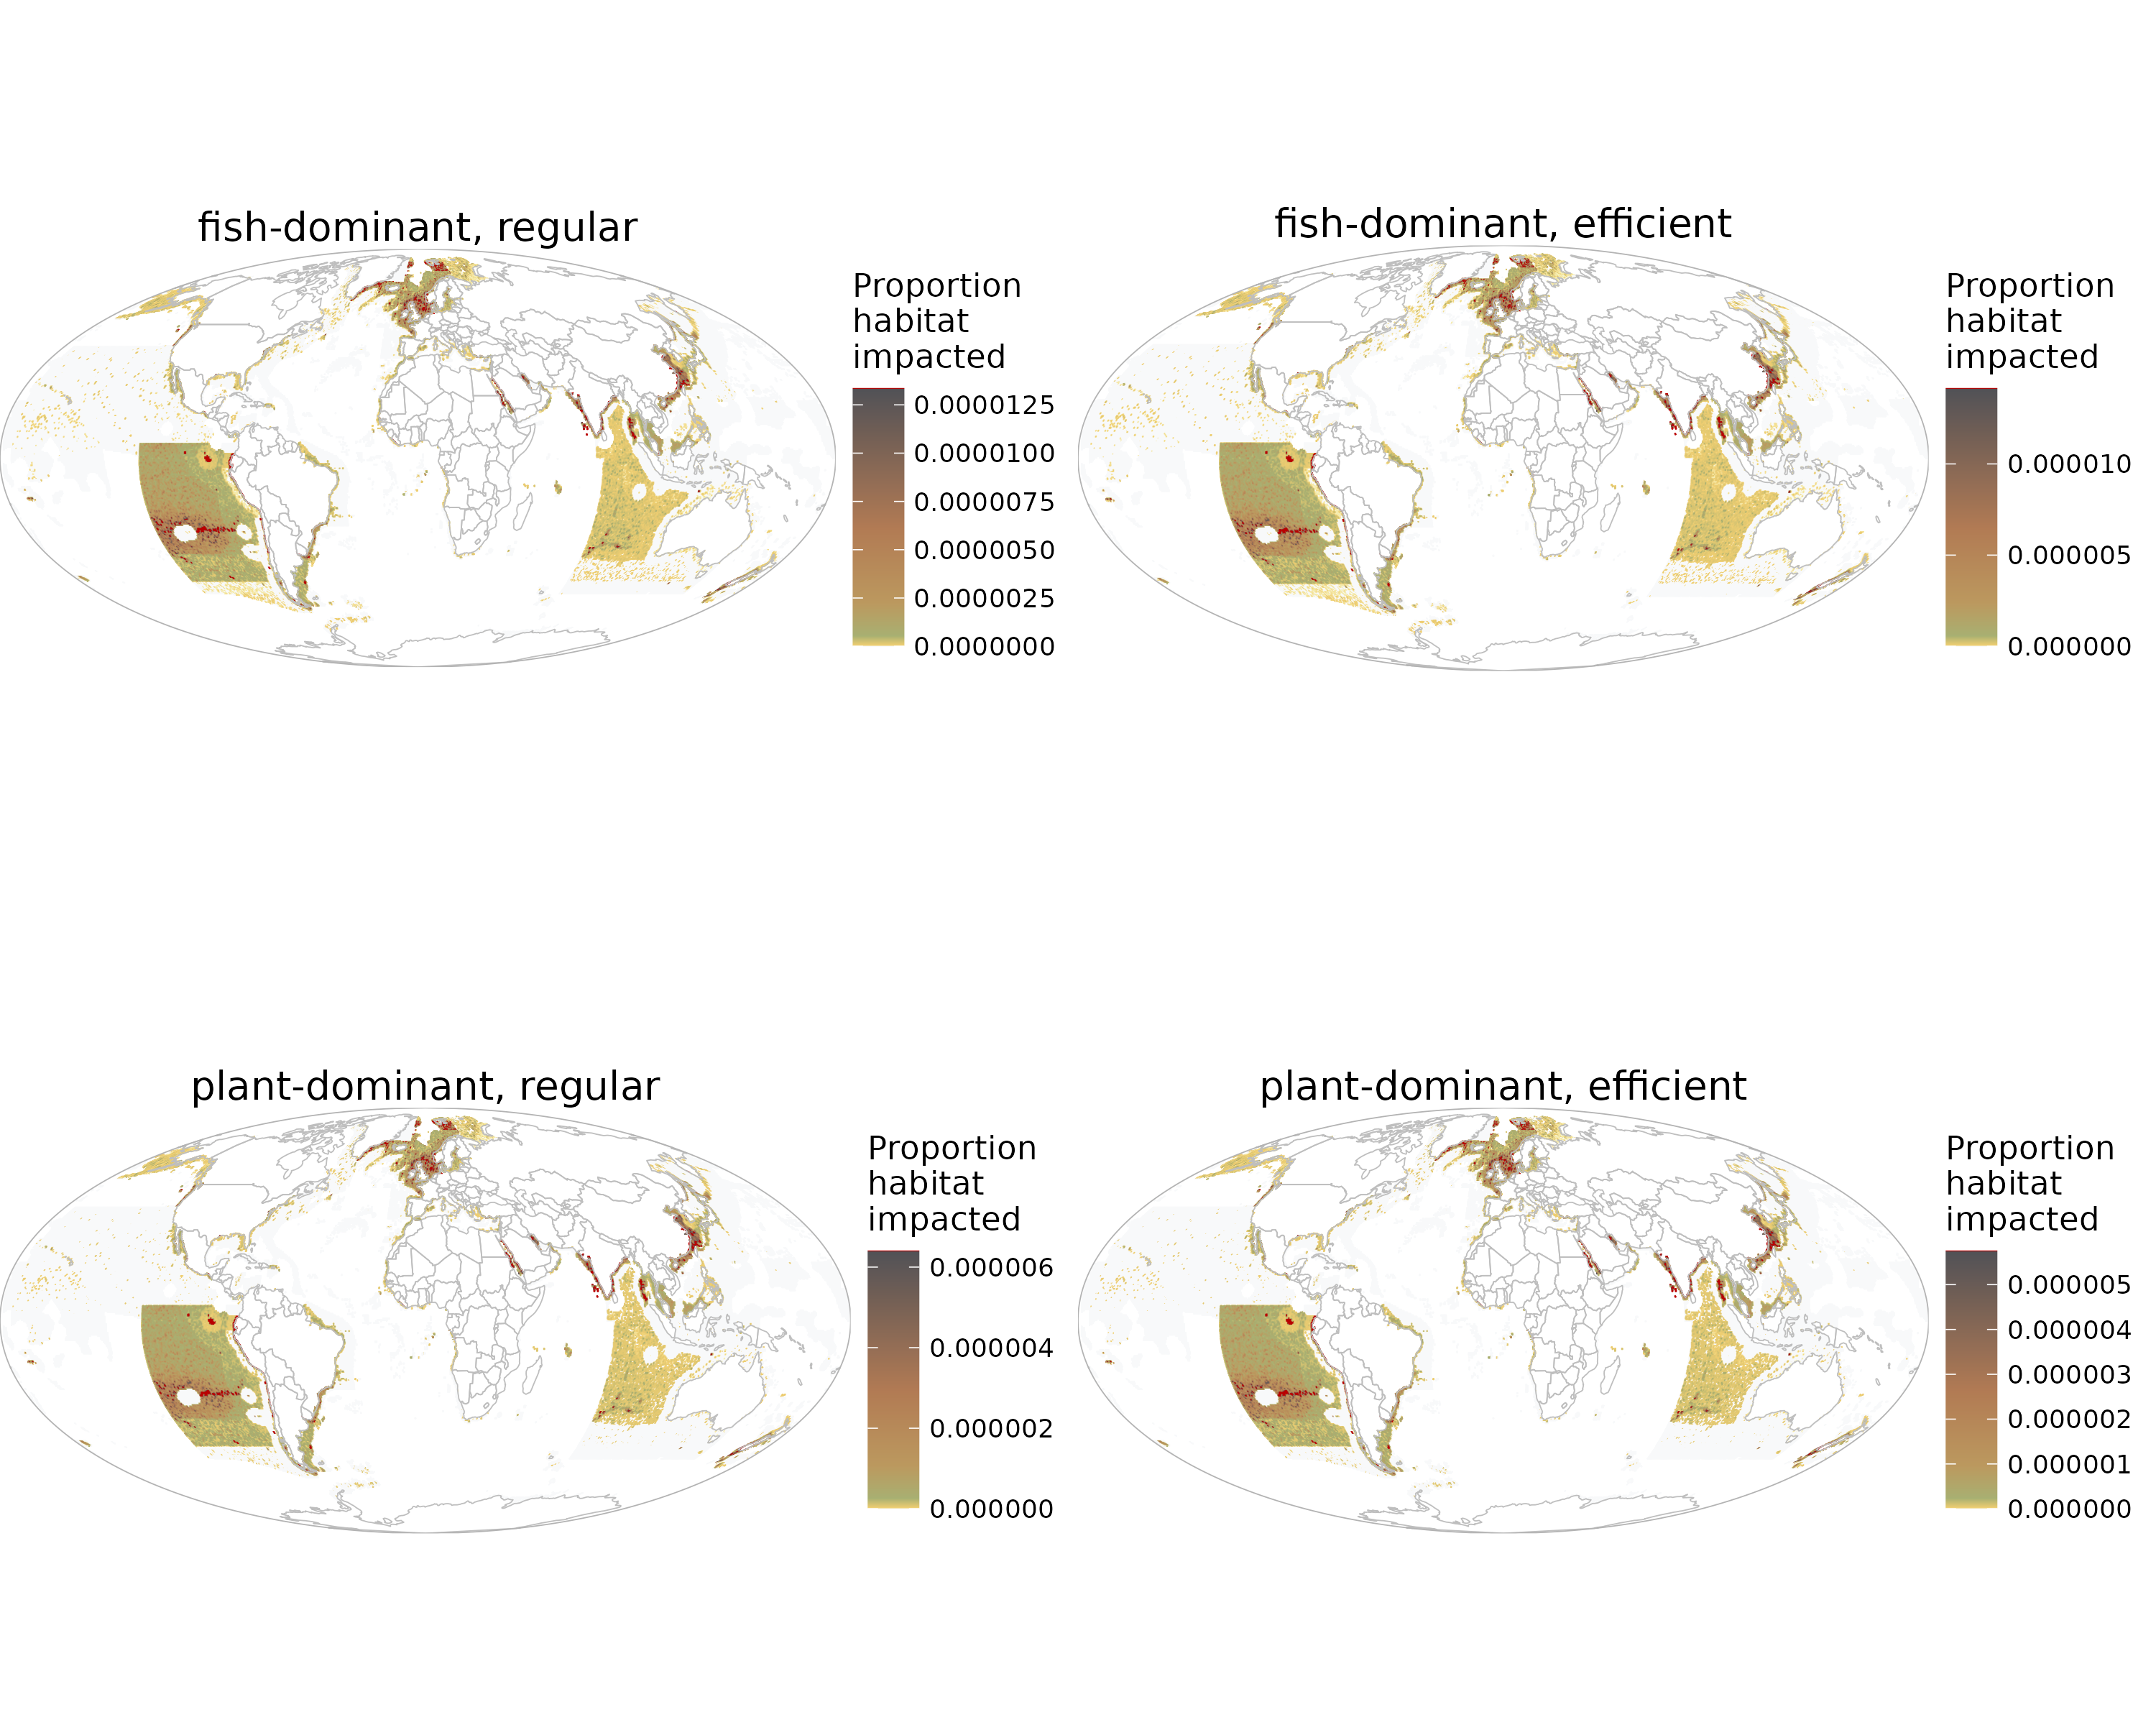 fish-dominant, regular
Proportion
habitat
impacted
0.0000125
0.0000100
0.0000075
0.0000050
0.0000025
0.0000000
fish-dominant, efficient
Proportion
habitat
impacted
0.000010
0.000005
0.000000
plant-dominant, regular
Proportion
habitat
impacted
0.000006
0.000004
0.000002
0.000000
plant-dominant, efficient
Proportion
habitat
impacted
0.000005
0.000004
0.000003
0.000002
0.000001
0.000000